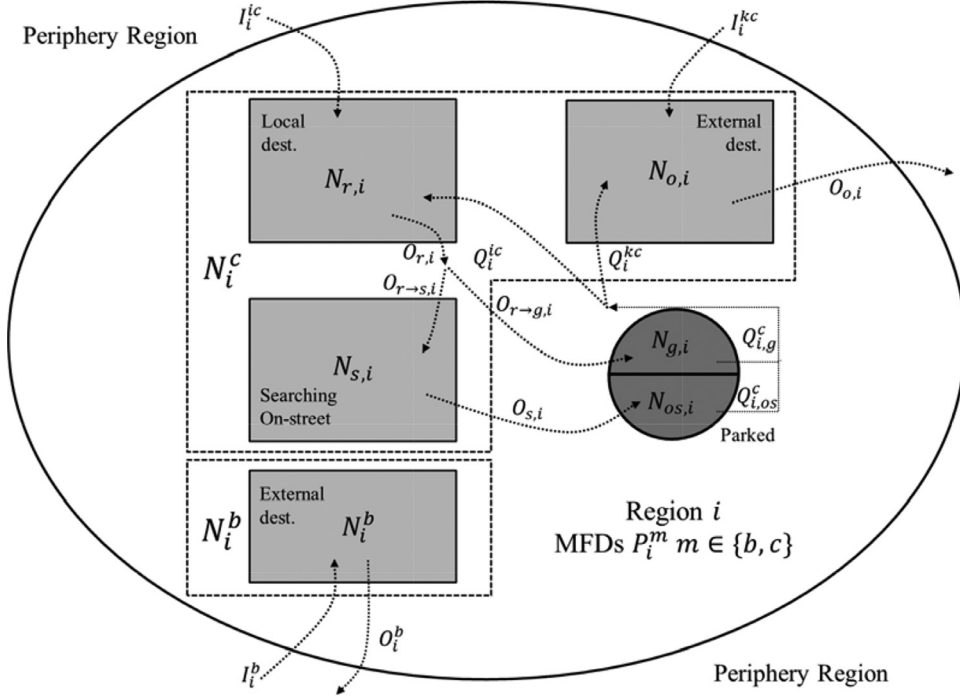 Periphery Region
I_i^{ic}
I_i^{kc}
Local
dest.
N_{r,i}
External
dest.
N_{o,i}
O_{o,i}
N_i^c
O_{r,i}
Q_i^{ic}
Q_i^{kc}
O_{r→s,i}
O_{r→g,i}
N_{s,i}
Searching
On-street
N_{g,i}
Q_{i,g}^c
N_{os,i}
Q_{i,os}^c
O_{s,i}
Parked
N_i^b
External
dest.
N_i^b
Region i
MFDs P_i^m m ∈ {b, c}
I_i^b
O_i^b
Periphery Region